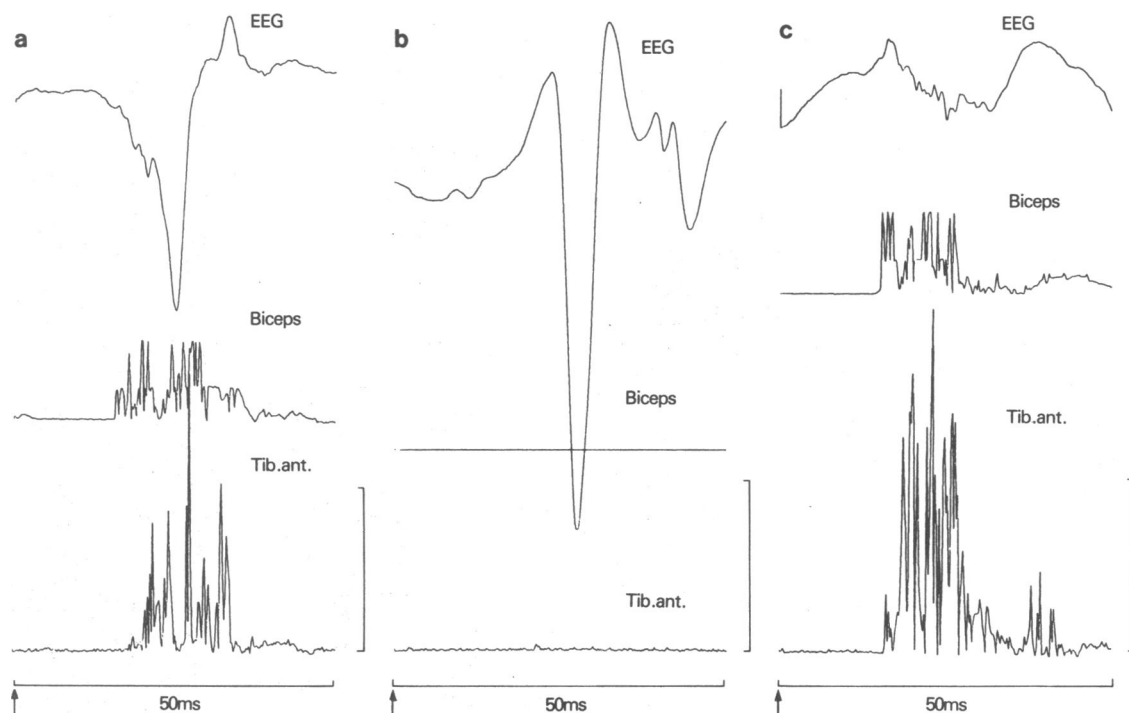 a
EEG
Biceps
Tib.ant.
50ms
b
EEG
Biceps
Tib.ant.
50ms
c
EEG
Biceps
Tib.ant.
50ms